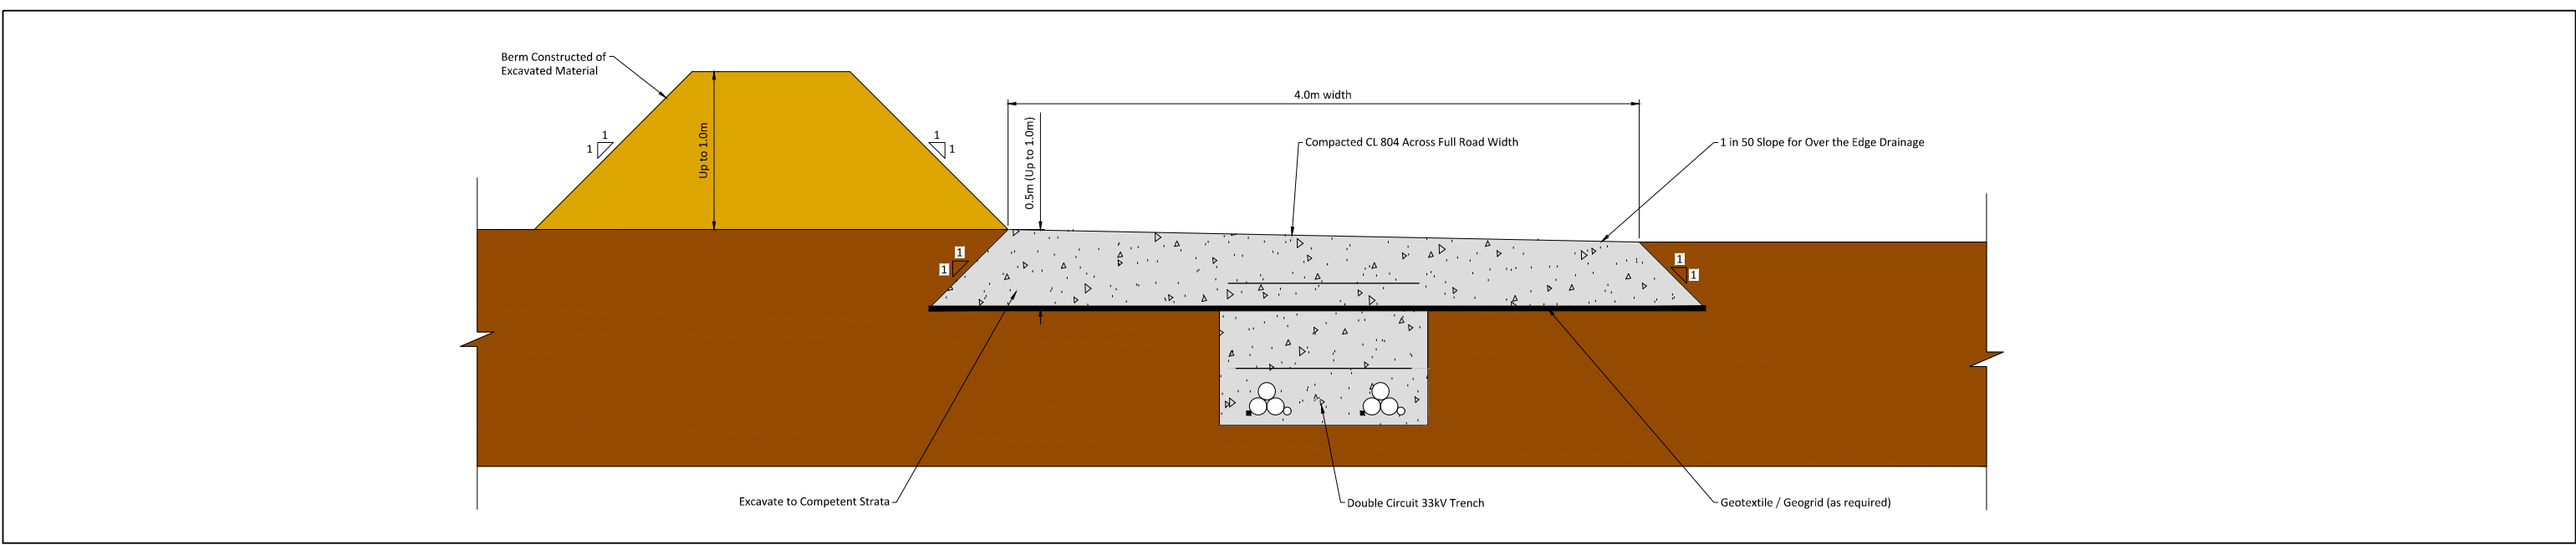 Berm Constructed of
Excavated Material
1
1
Up to 1.0m
1
1
4.0m width
0.5m (Up to 1.0m)
Compacted CL 804 Across Full Road Width
1 in 50 Slope for Over the Edge Drainage
1
1
1
1
Excavate to Competent Strata
Double Circuit 33kV Trench
Geotextile / Geogrid (as required)